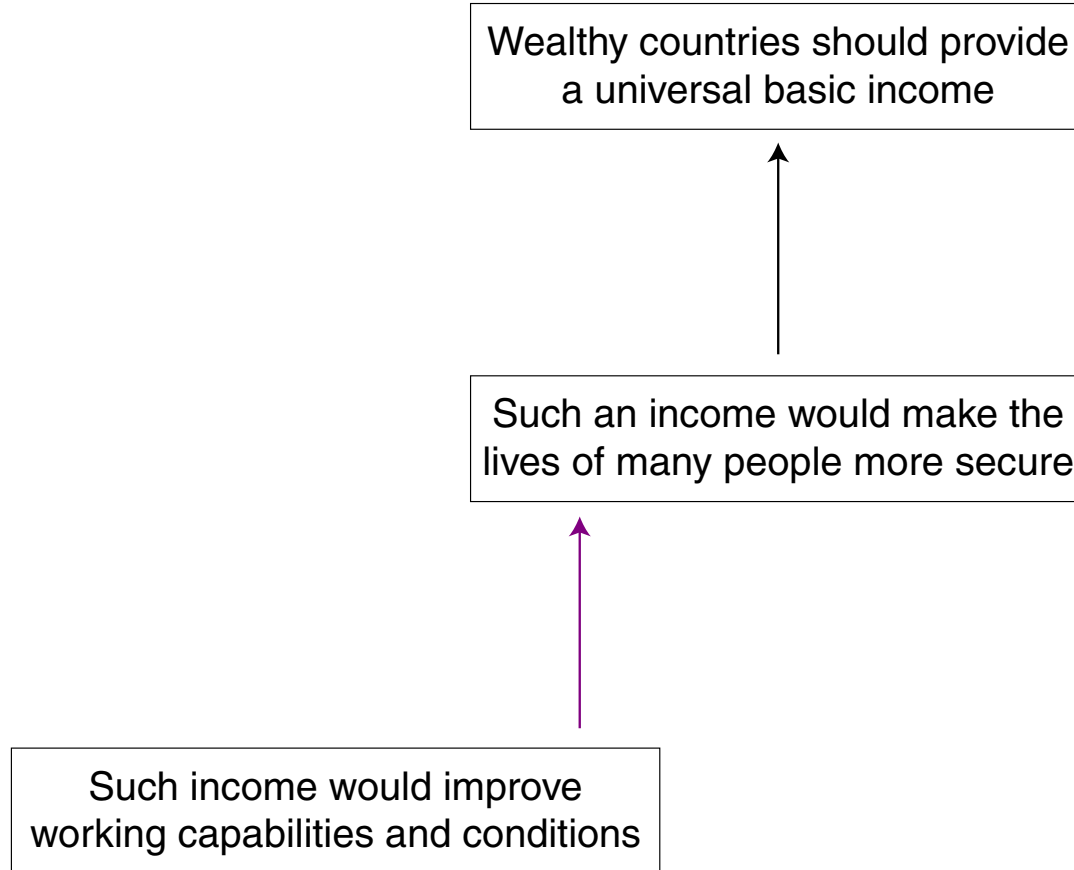 Wealthy countries should provide
a universal basic income
Such an income would make the
lives of many people more secure
Such income would improve
working capabilities and conditions